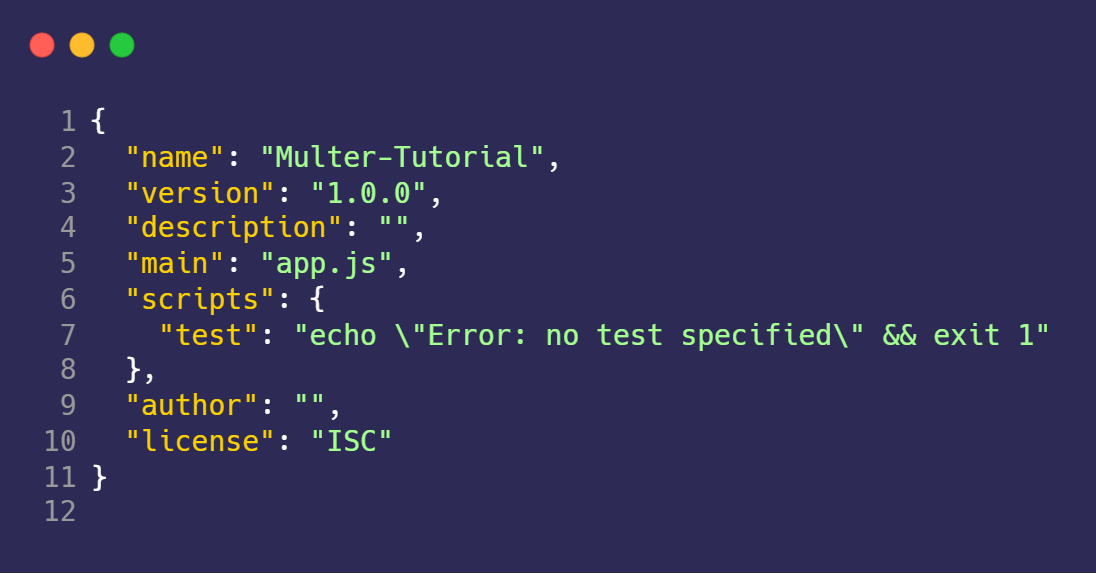 1 {
2   "name": "Multer-Tutorial",
3   "version": "1.0.0",
4   "description": "",
5   "main": "app.js",
6   "scripts": {
7     "test": "echo \"Error: no test specified\" && exit 1"
8   },
9   "author": "",
10   "license": "ISC"
11 }
12